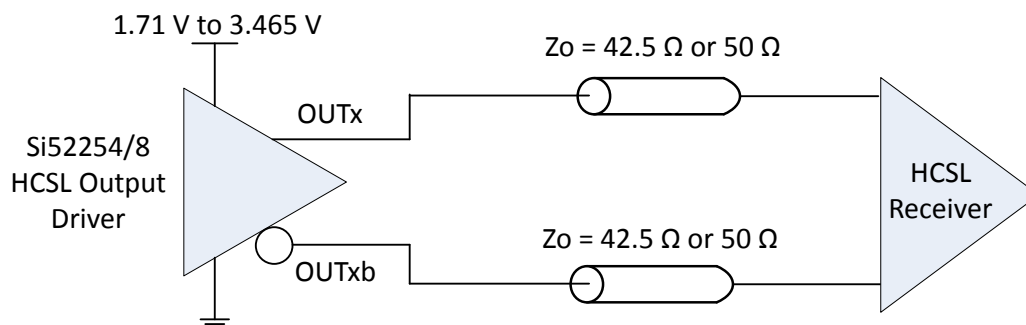 1.71 V to 3.465 V
Zo = 42.5 Ω or 50 Ω
OUTx
Si52254/8
HCSL Output
Driver
HCSL
Receiver
Zo = 42.5 Ω or 50 Ω
OUTxb